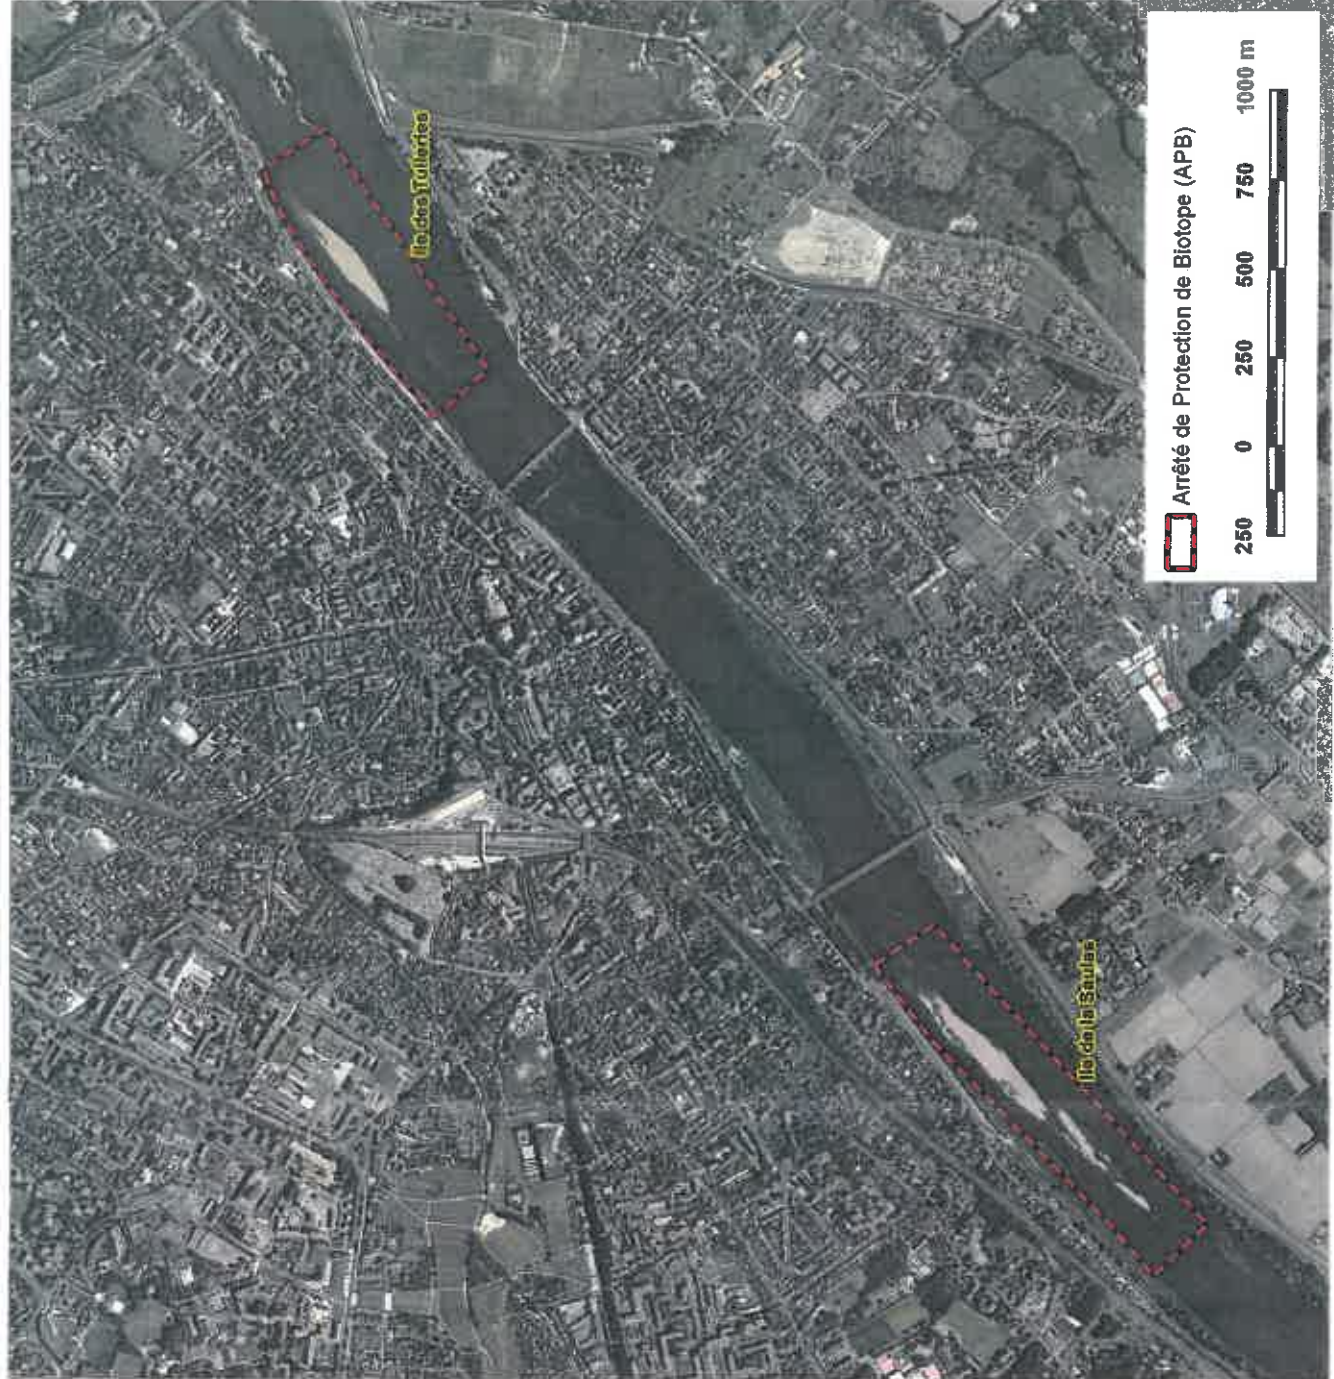 Ile des Tuileries
Ile de la Saulas
Arrêté de Protection de Biotope (APB)
250 0 250 500 750 1000 m